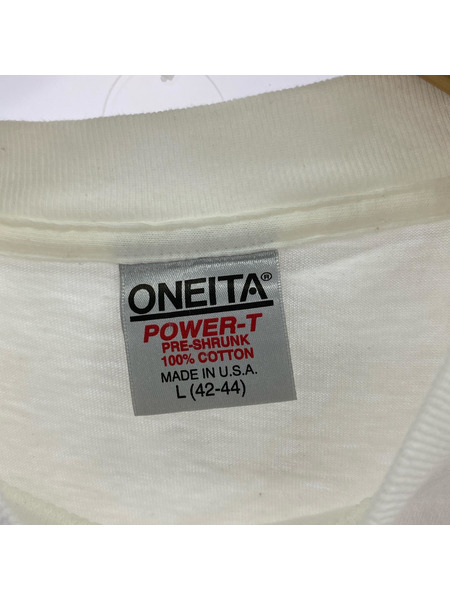 ONEITA®
POWER-T
PRE-SHRUNK
100% COTTON
MADE IN U.S.A.
L (42-44)